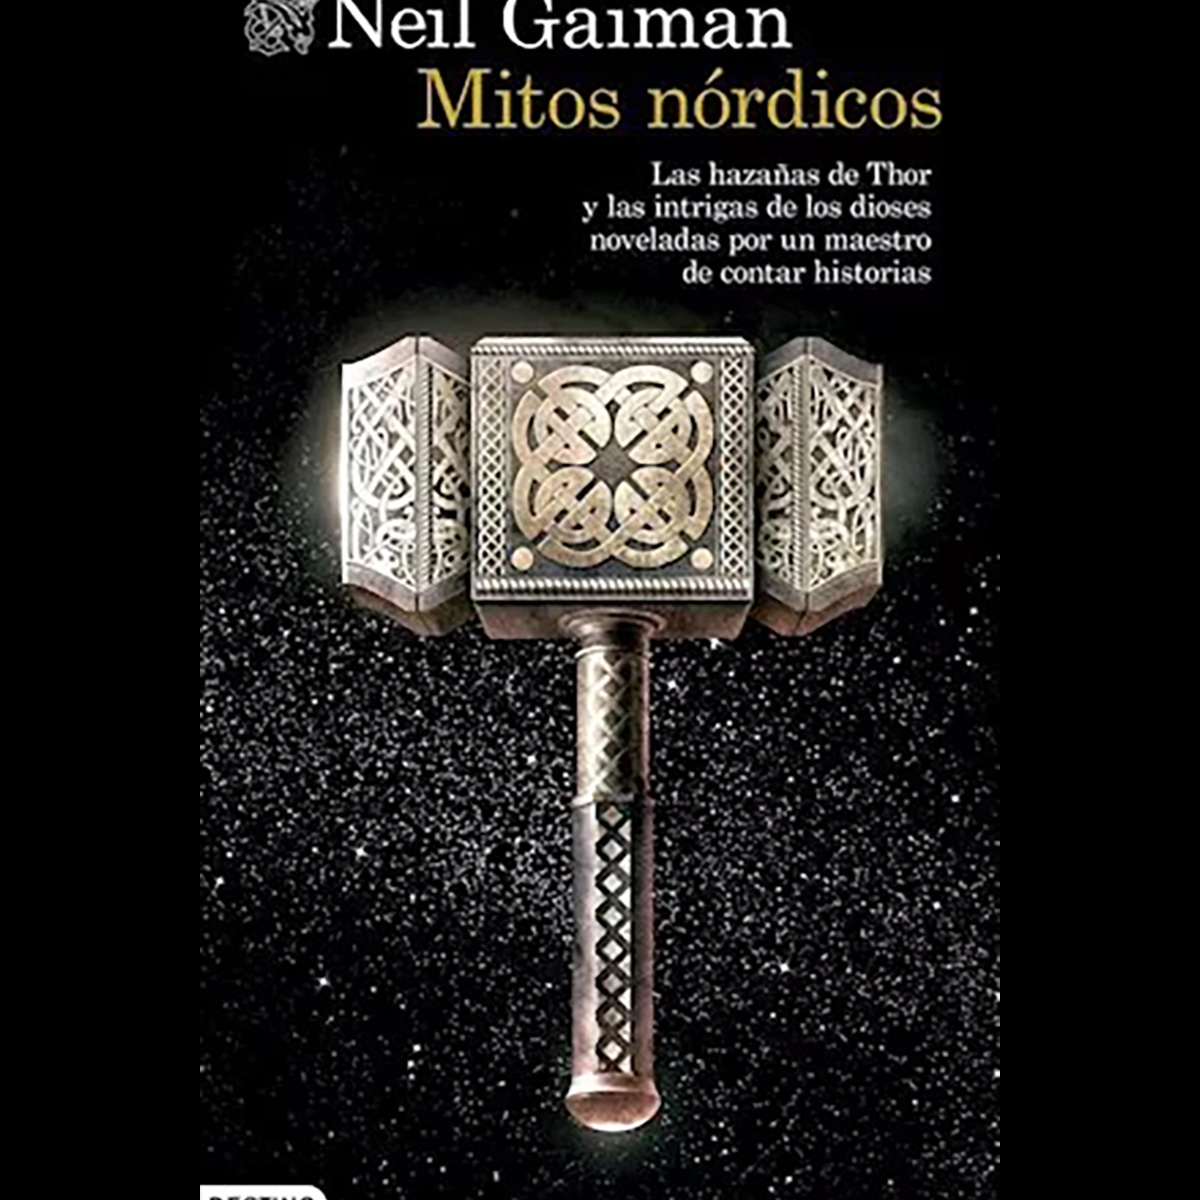 Neil Gaiman
Mitos nórdicos
Las hazañas de Thor
y las intrigas de los dioses
noveladas por un maestro
de contar historias
DESTINO